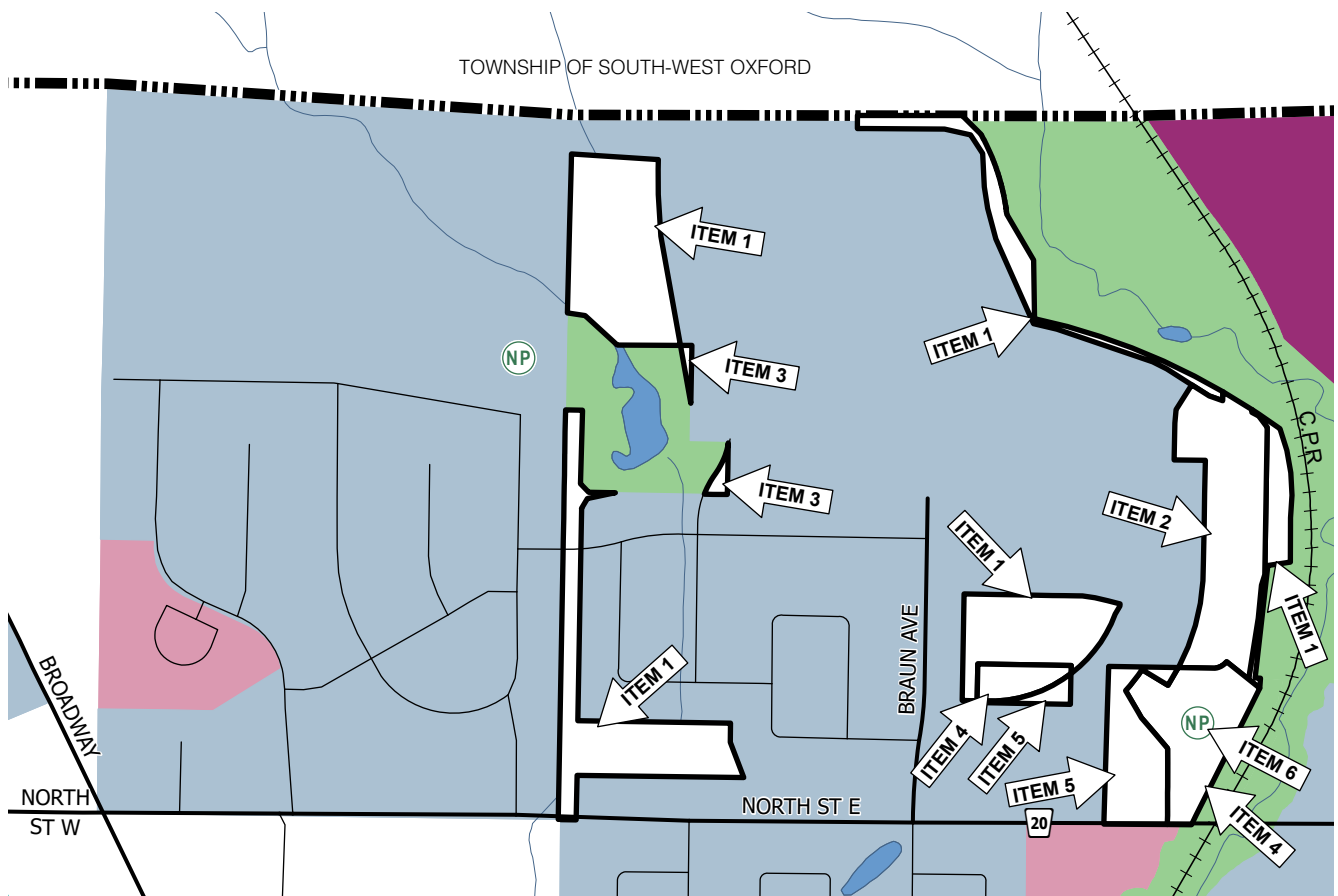 TOWNSHIP OF SOUTH-WEST OXFORD
ITEM 1
ITEM 1
NP
ITEM 3
C.P.R
ITEM 3
ITEM 2
ITEM 1
ITEM 1
ITEM 1
BROADWAY
BRAUN AVE
NP
ITEM 4
ITEM 5
ITEM 6
ITEM 5
ITEM 4
NORTH
ST W
NORTH ST E
20